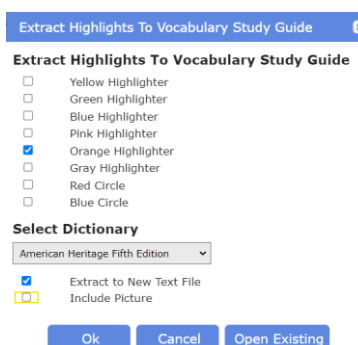 Extract Highlights To Vocabulary Study Guide
Extract Highlights To Vocabulary Study Guide
Yellow Highlighter
Green Highlighter
Blue Highlighter
Pink Highlighter
Orange Highlighter
Gray Highlighter
Red Circle
Blue Circle
Select Dictionary
American Heritage Fifth Edition
Extract to New Text File
Include Picture
Ok Cancel Open Existing